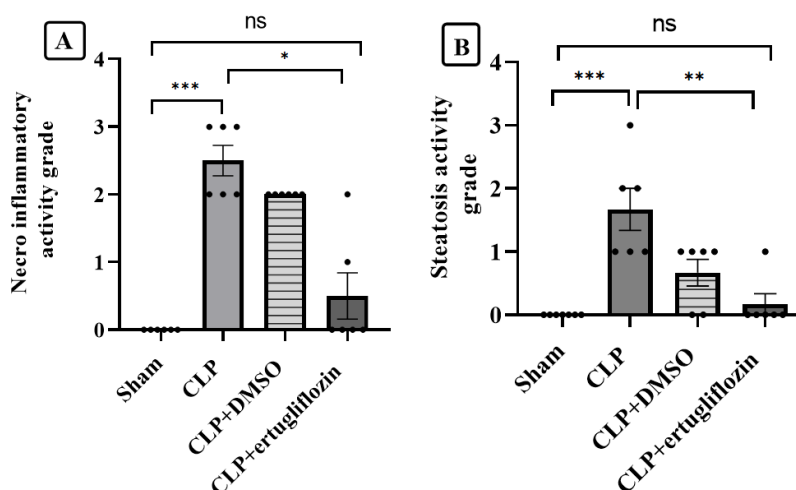 A
ns
***
*
4
3
2
1
0
Necro inflammatory
activity grade
Sham
CLP
CLP+DMSO
CLP+ertugliflozin
B
ns
***
**
4
3
2
1
0
Steatosis activity
grade
Sham
CLP
CLP+DMSO
CLP+ertugliflozin